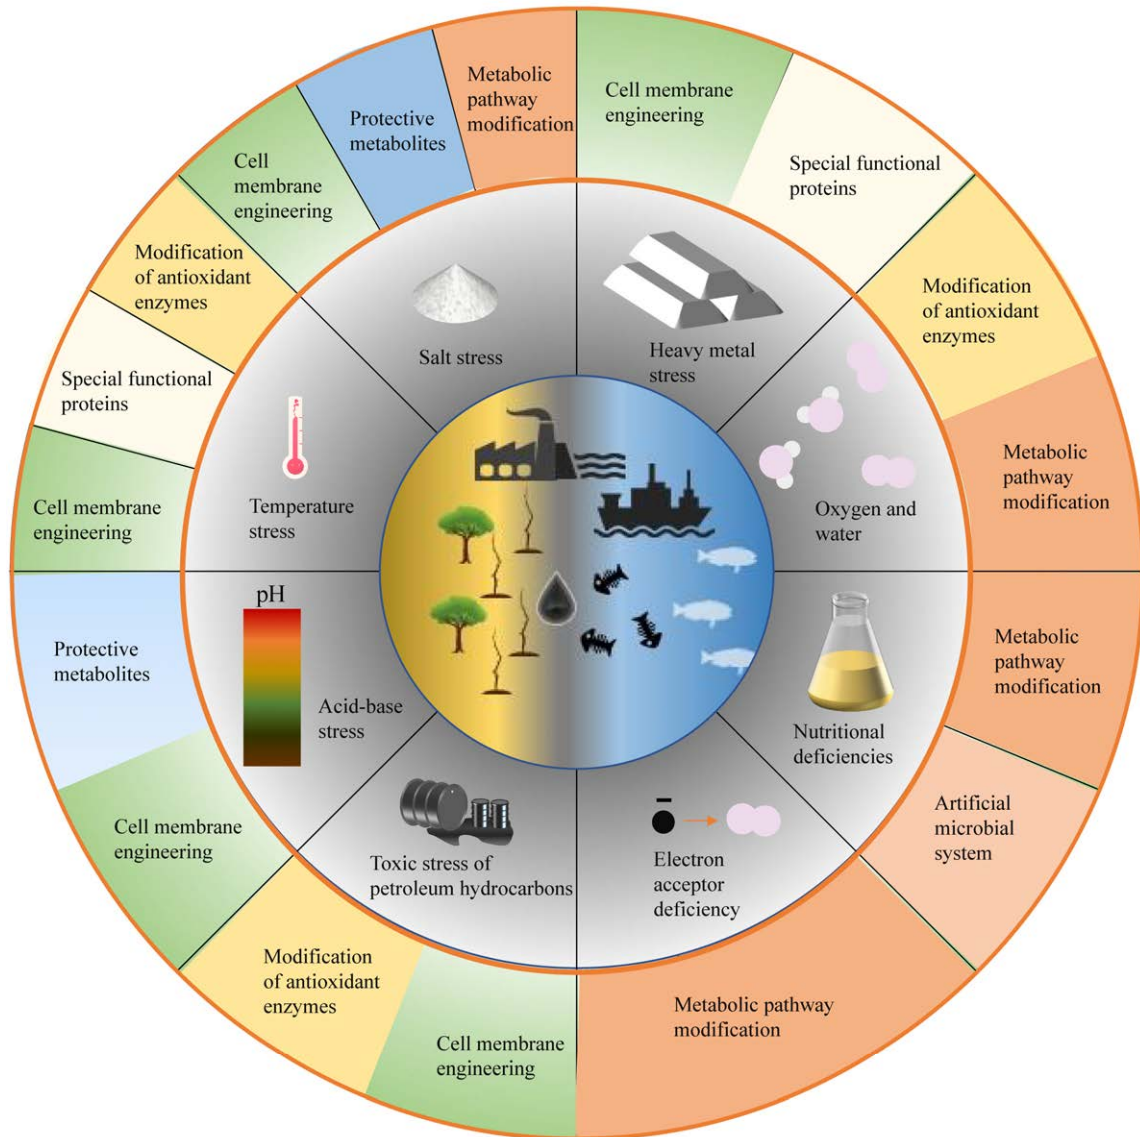 Metabolic
pathway
modification
Cell membrane
engineering
Protective
metabolites
Cell
membrane
engineering
Special functional
proteins
Modification
of antioxidant
enzymes
Modification
of antioxidant
enzymes
Salt stress
Heavy metal
stress
Special functional
proteins
Metabolic
pathway
modification
Cell membrane
engineering
Temperature
stress
Oxygen and
water
pH
Protective
metabolites
Acid-base
stress
Nutritional
deficiencies
Metabolic
pathway
modification
Cell membrane
engineering
Toxic stress of
petroleum hydrocarbons
Electron
acceptor
deficiency
Artificial
microbial
system
Modification
of antioxidant
enzymes
Cell membrane
engineering
Metabolic pathway
modification